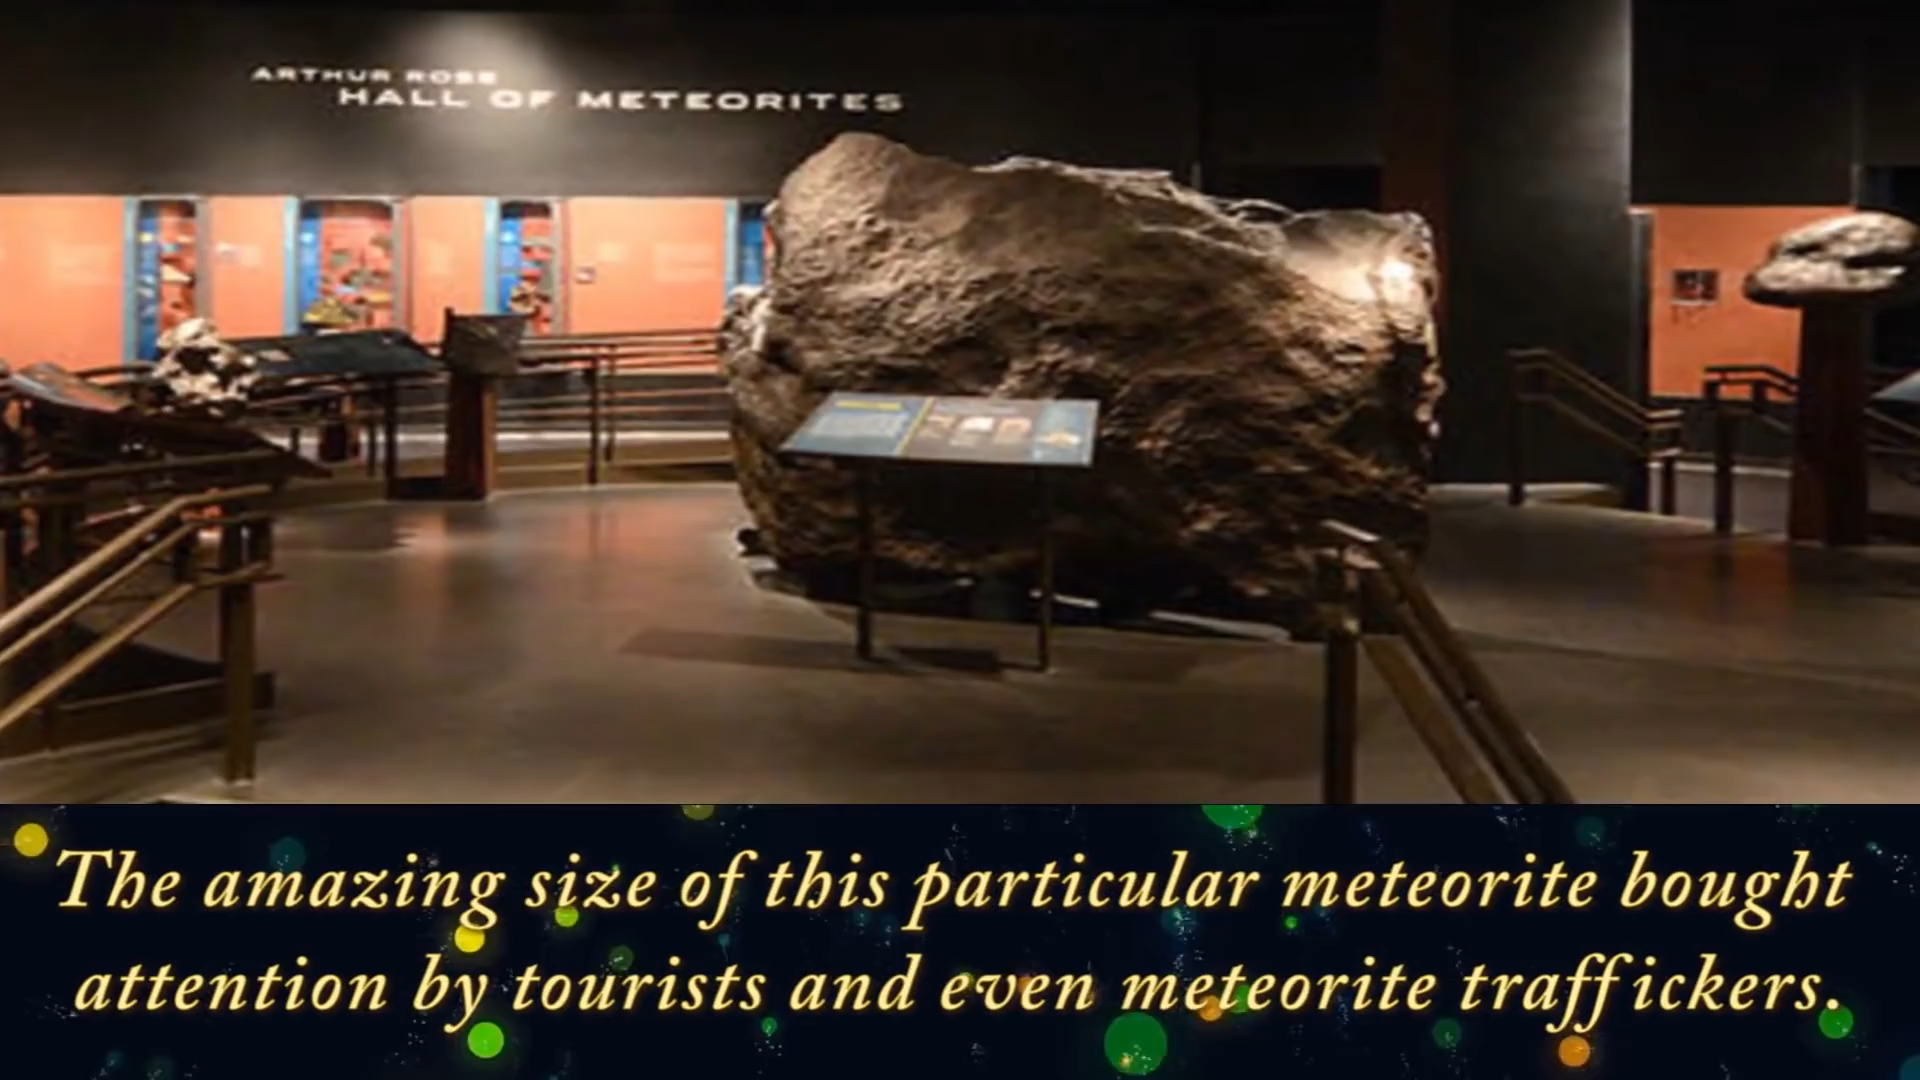 ARTHUR ROSS
HALL OF METEORITES
The amazing size of this particular meteorite bought
attention by tourists and even meteorite traffickers.